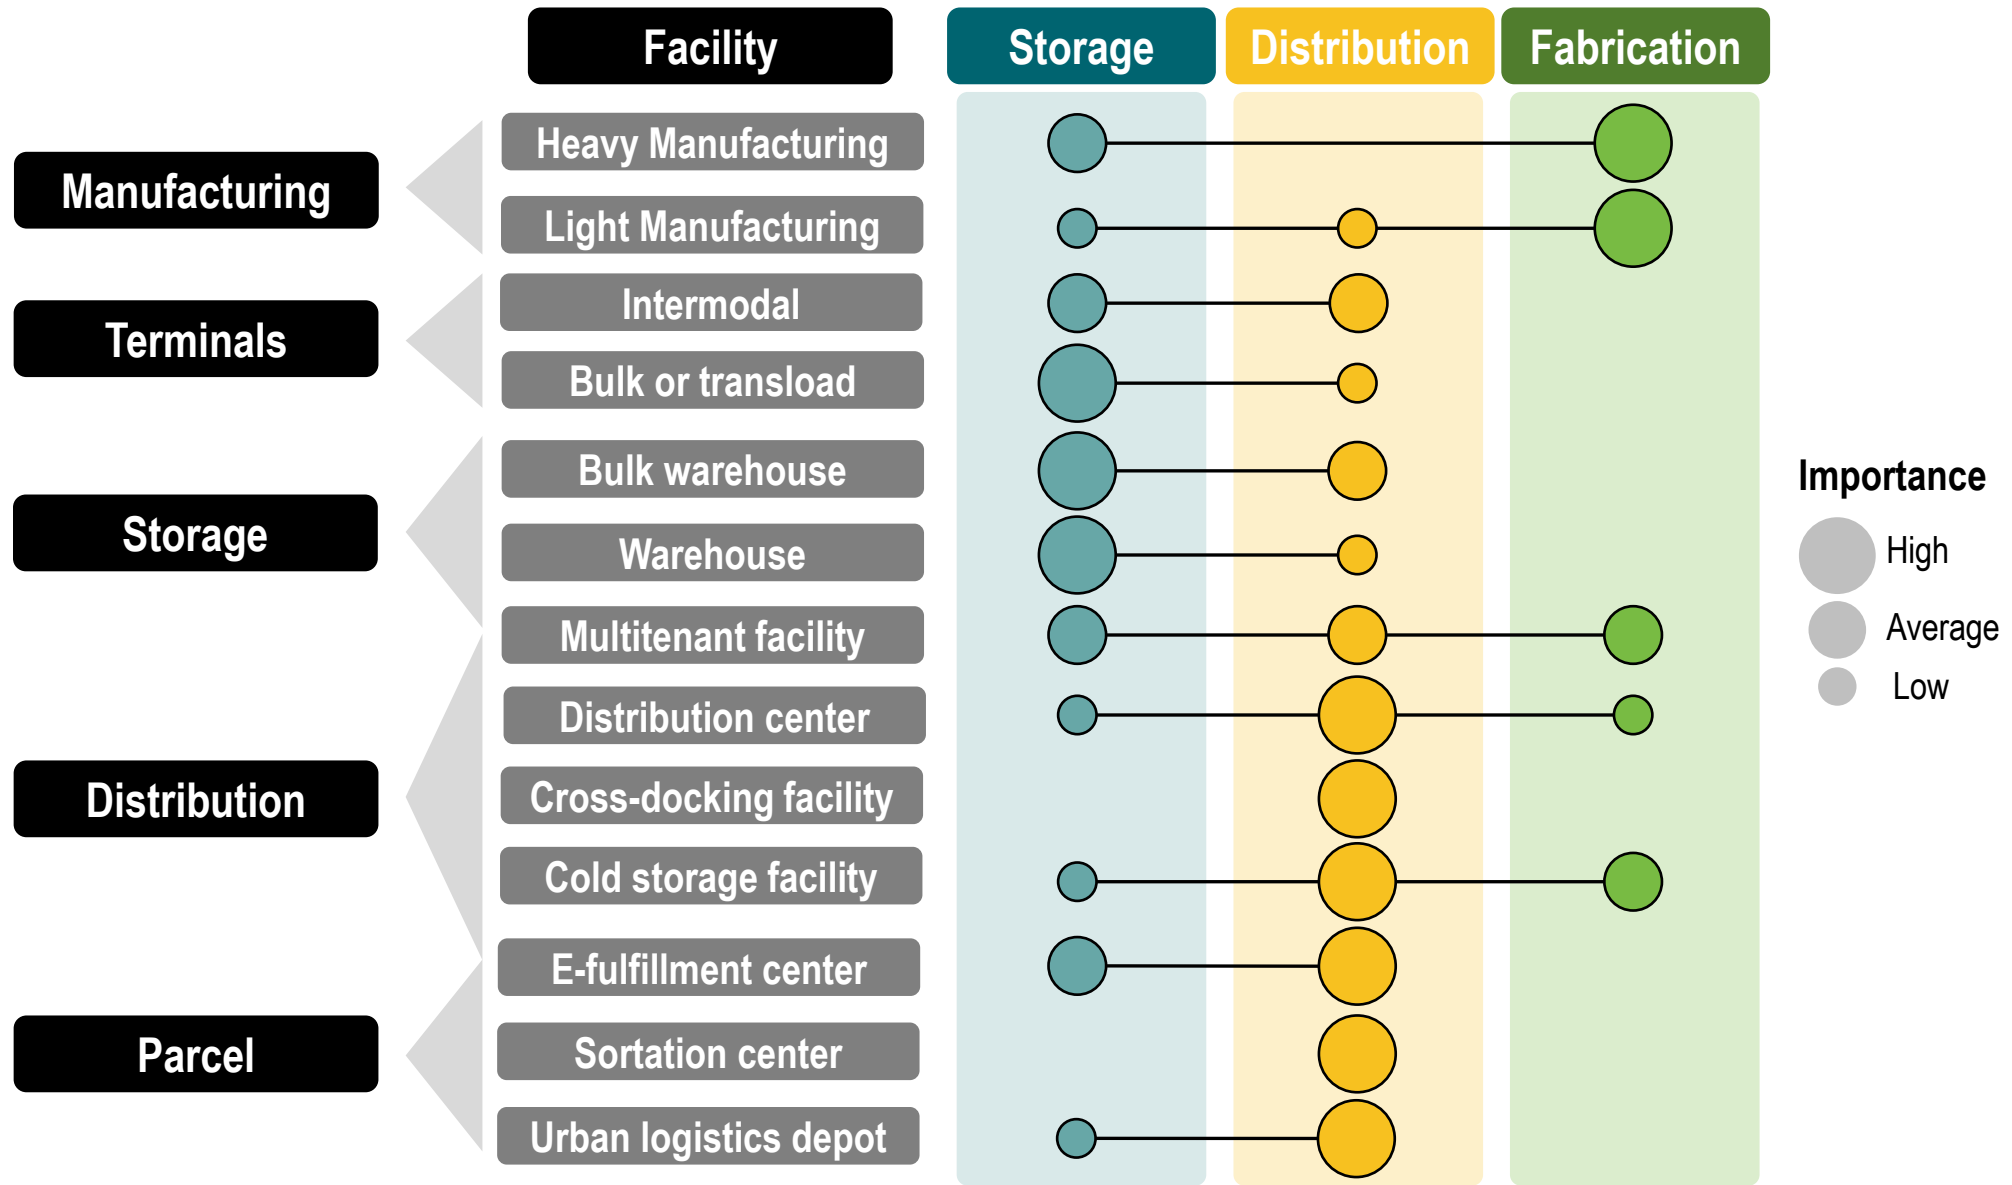 Facility
Storage
Distribution
Fabrication
Manufacturing
Heavy Manufacturing
Light Manufacturing
Terminals
Intermodal
Bulk or transload
Storage
Bulk warehouse
Warehouse
Multitenant facility
Distribution
Distribution center
Cross-docking facility
Cold storage facility
E-fulfillment center
Parcel
Sortation center
Urban logistics depot
Importance
High
Average
Low